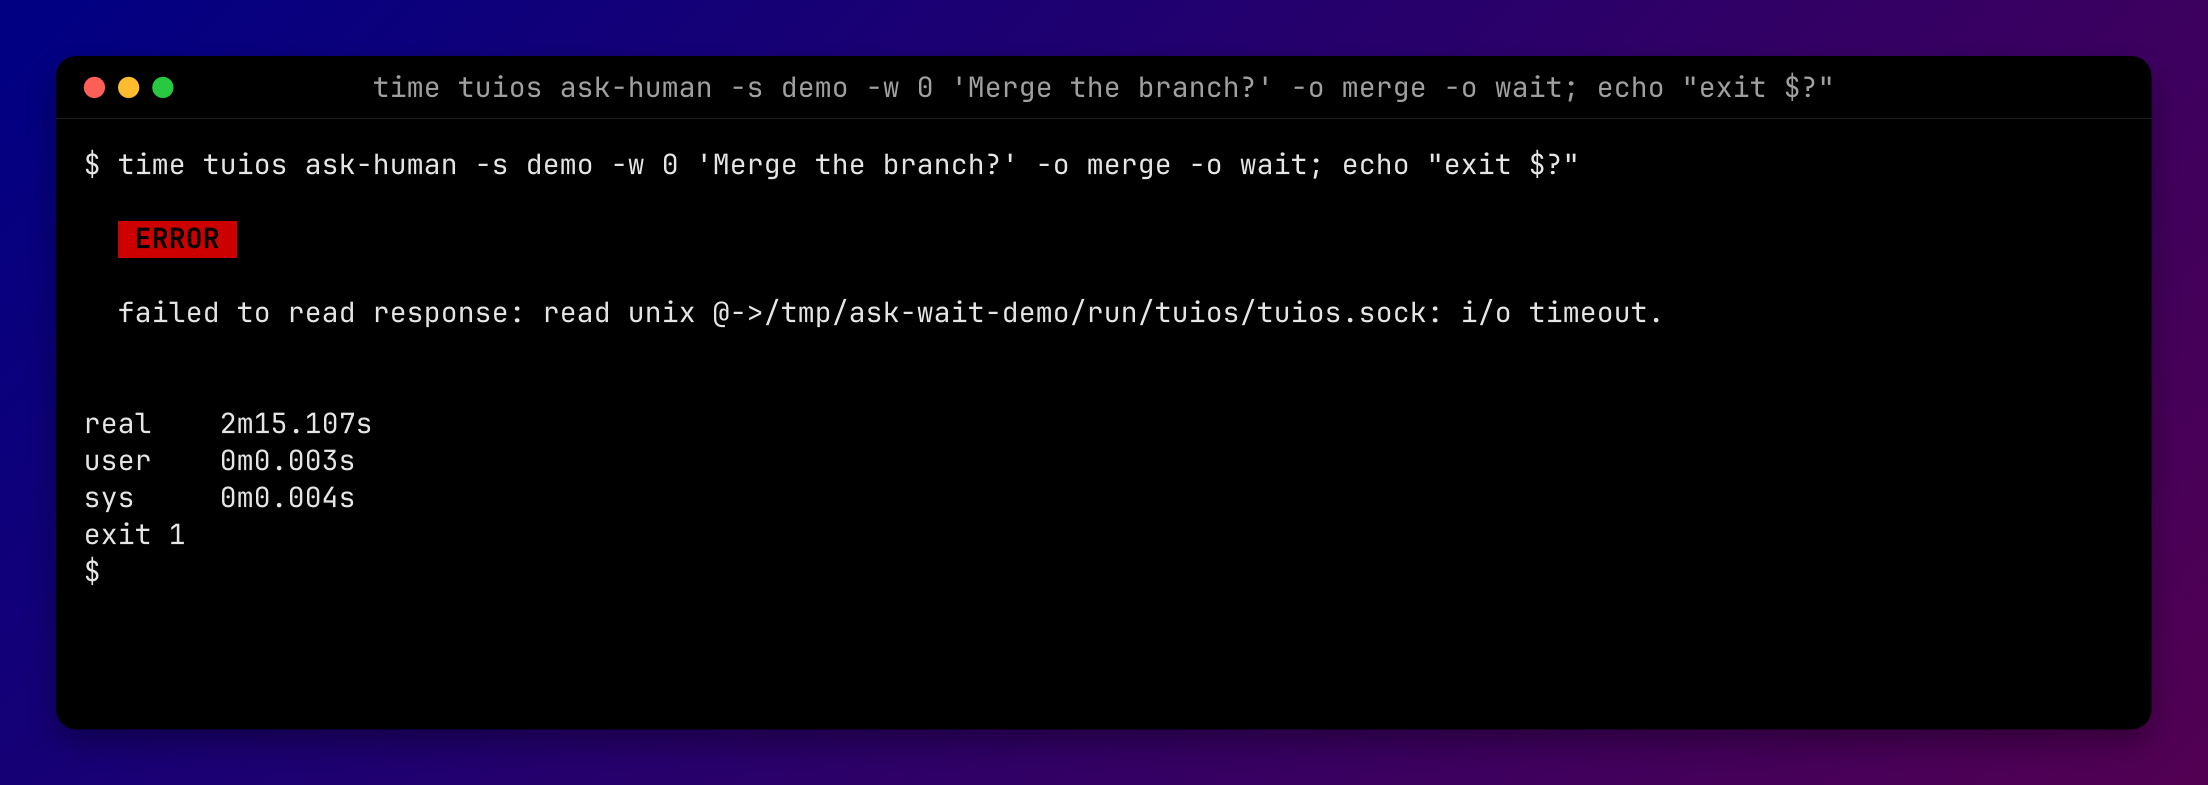 time tuios ask-human -s demo -w 0 'Merge the branch?' -o merge -o wait; echo "exit $?"
$ time tuios ask-human -s demo -w 0 'Merge the branch?' -o merge -o wait; echo "exit $?"
ERROR
failed to read response: read unix @->/tmp/ask-wait-demo/run/tuios/tuios.sock: i/o timeout.
real    2m15.107s
user    0m0.003s
sys     0m0.004s
exit 1
$